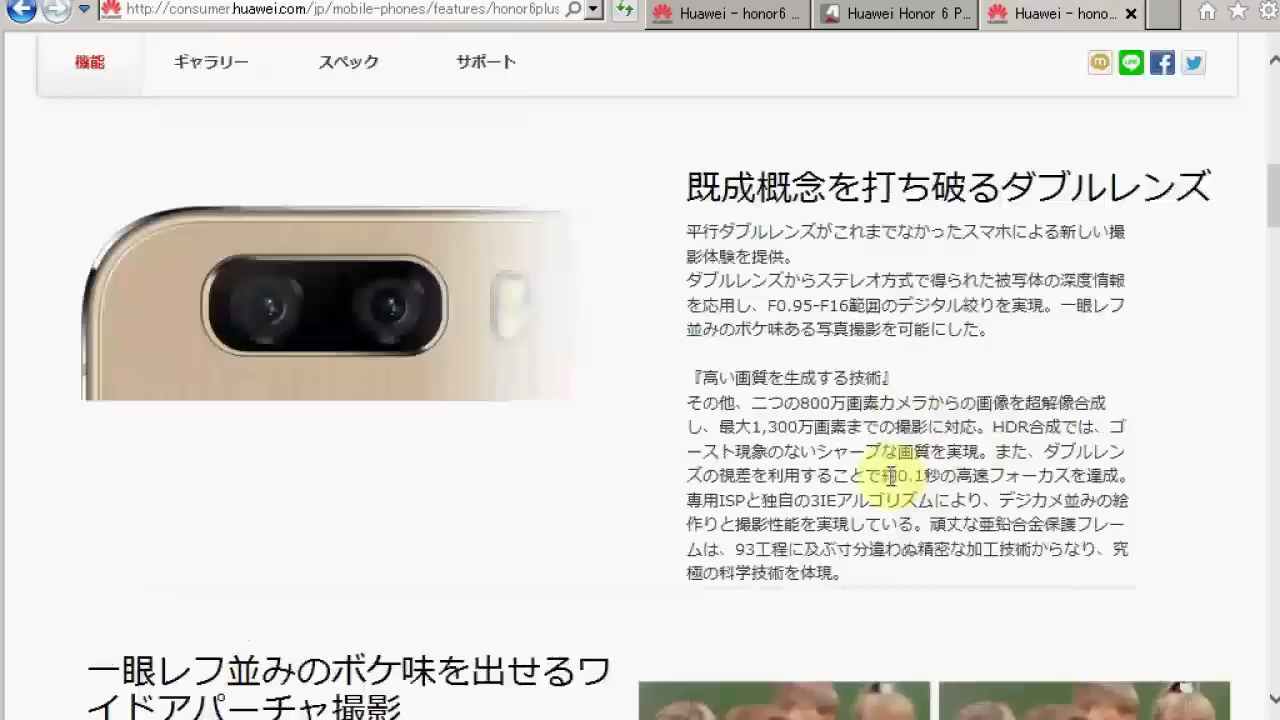 http://consumer.huawei.com/jp/mobile-phones/features/honor6plus
Huawei - honor6 ...
Huawei Honor 6 P...
Huawei - hono...
機能
ギャラリー
スペック
サポート
既成概念を打ち破るダブルレンズ
平行ダブルレンズがこれまでなかったスマホによる新しい撮
影体験を提供。
ダブルレンズからステレオ方式で得られた被写体の深度情報
を応用し、F0.95-F16範囲のデジタル絞りを実現。一眼レフ
並みのボケ味ある写真撮影を可能にした。
『高い画質を生成する技術』
その他、二つの800万画素カメラからの画像を超解像合成
し、最大1,300万画素までの撮影に対応。HDR合成では、ゴ
ースト現象のないシャープな画質を実現。また、ダブルレン
ズの視差を利用することで約0.1秒の高速フォーカスを達成。
専用ISPと独自の3IEアルゴリズムにより、デジカメ並みの絵
作りと撮影性能を実現している。頑丈な亜鉛合金保護フレー
ムは、93工程に及ぶ寸分違わぬ精密な加工技術からなり、究
極の科学技術を体現。
一眼レフ並みのボケ味を出せるワ
イドアパーチャ撮影